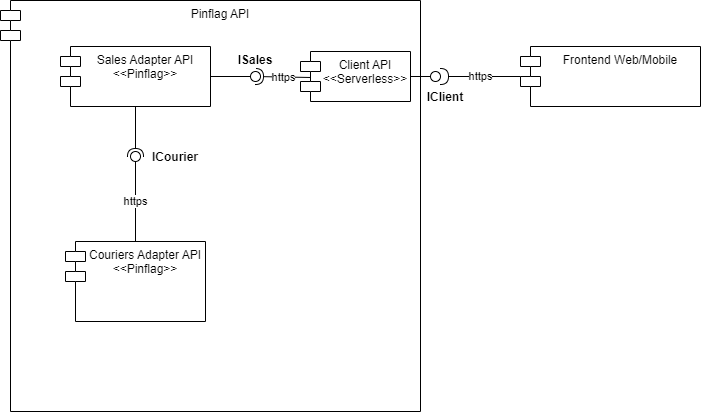 Pinflag API
Sales Adapter API
<<Pinflag>>
ISales
https
Client API
<<Serverless>>
IClient
https
Frontend Web/Mobile
ICourier
https
Couriers Adapter API
<<Pinflag>>